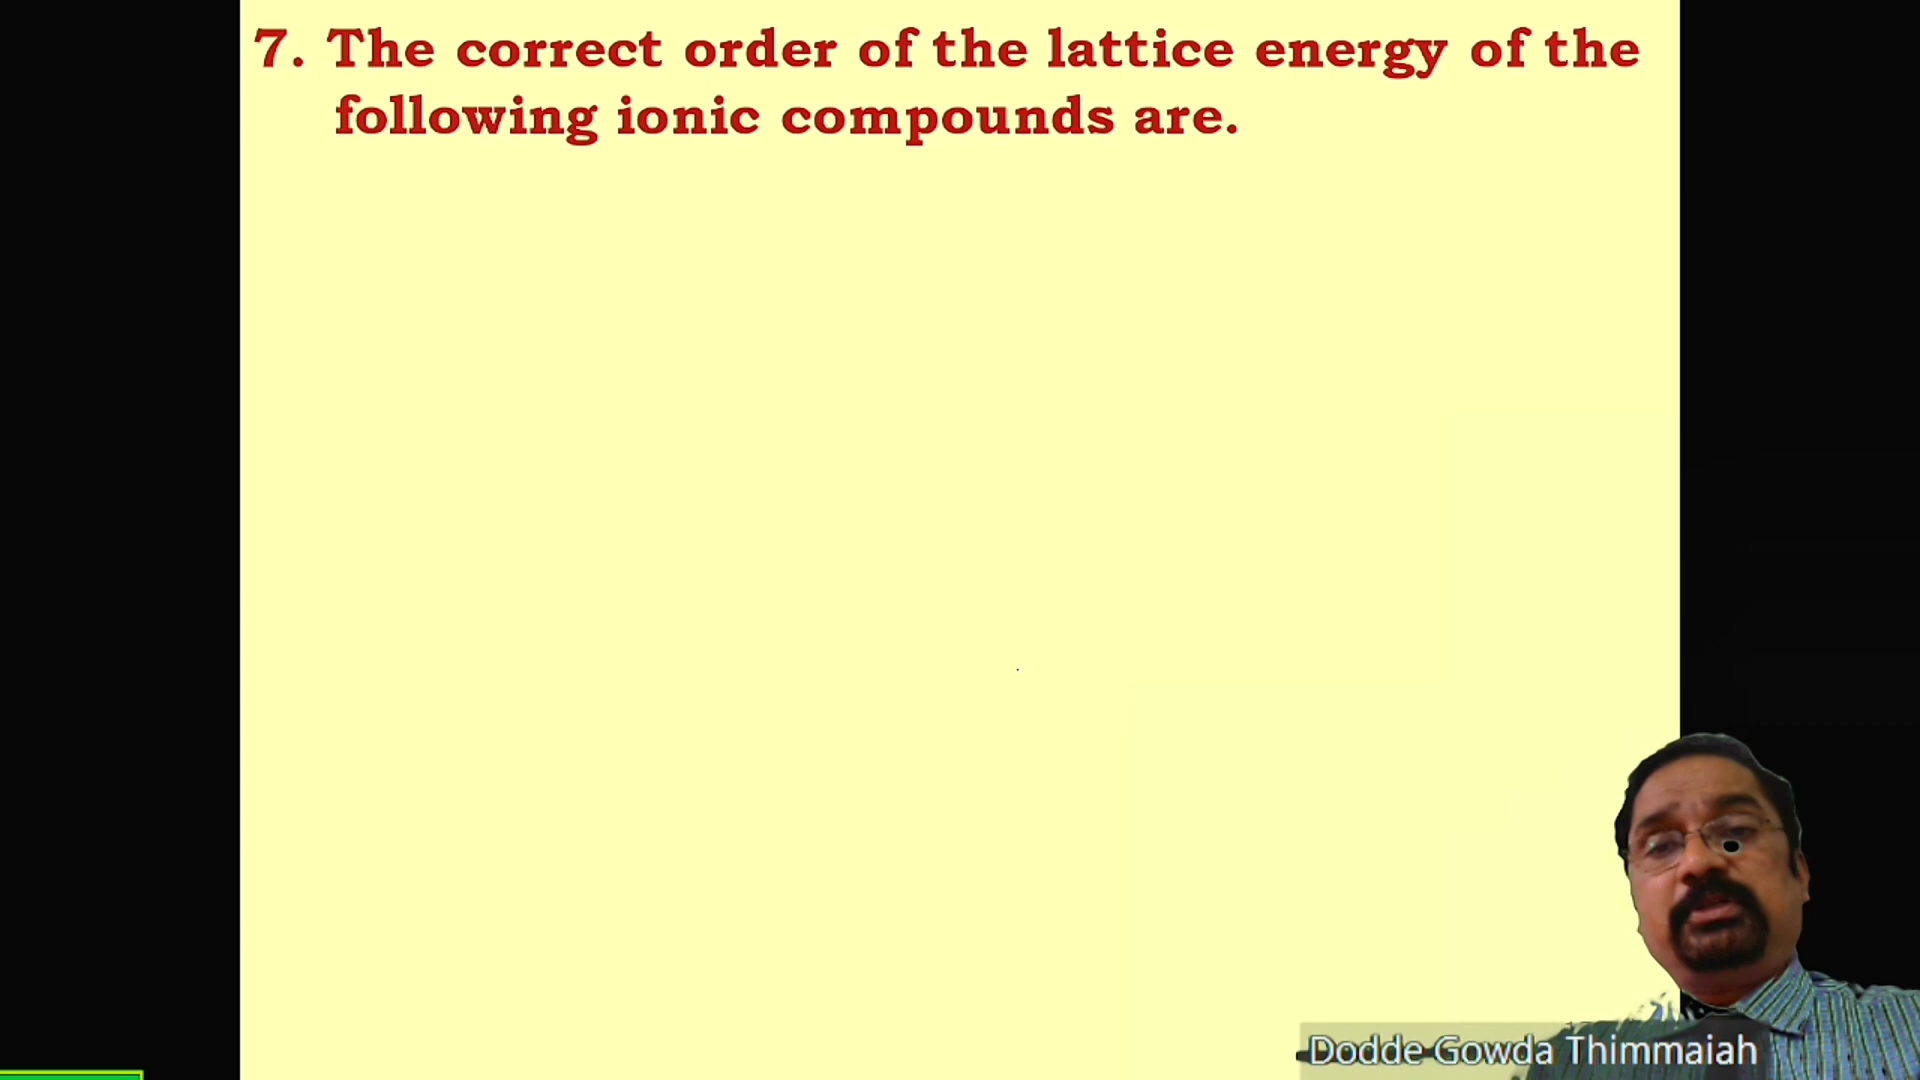 7. The correct order of the lattice energy of the
following ionic compounds are.
Dodde Gowda Thimmaiah